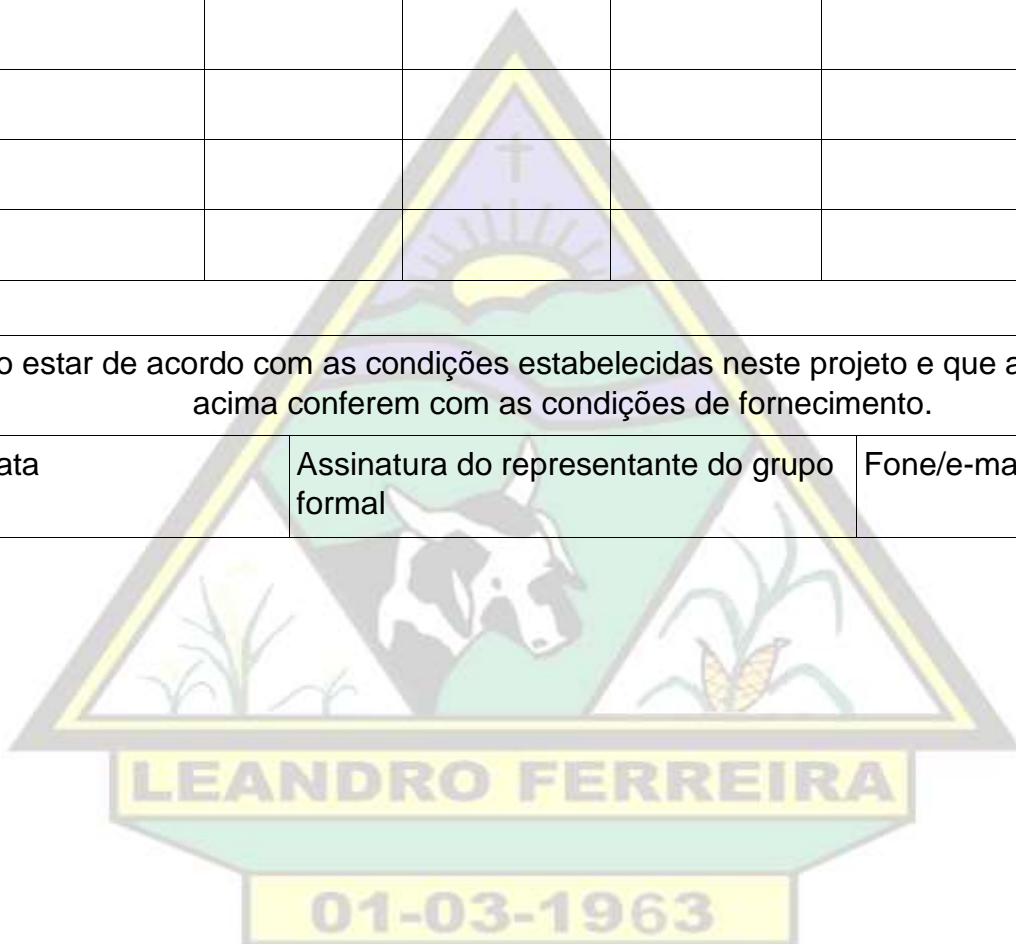 o estar de acordo com as condições estabelecidas neste projeto e que a
acima conferem com as condições de fornecimento.
ata
Assinatura do representante do grupo
formal
Fone/e-ma
LEANDRO FERREIRA
01-03-1963